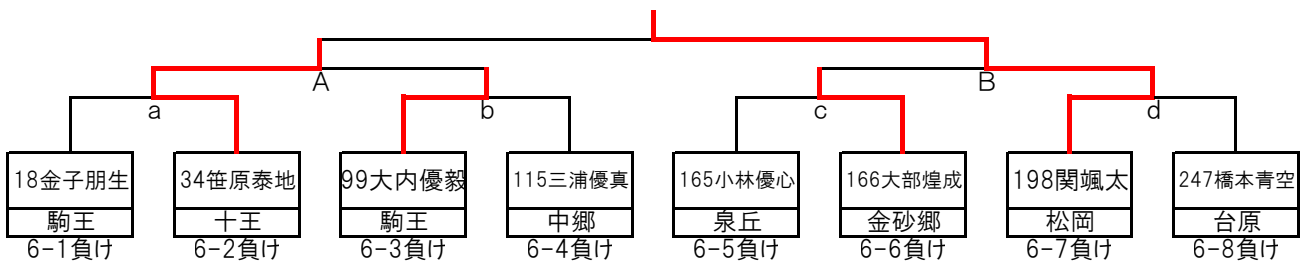 A
B
a
b
c
d
18金子朋生 34笹原泰地 99大内優毅 115三浦優真 165小林優心 166大部煌成 198関颯太 247橋本青空
駒王 十王 駒王 中郷 泉丘 金砂郷 松岡 台原
6-1負け 6-2負け 6-3負け 6-4負け 6-5負け 6-6負け 6-7負け 6-8負け